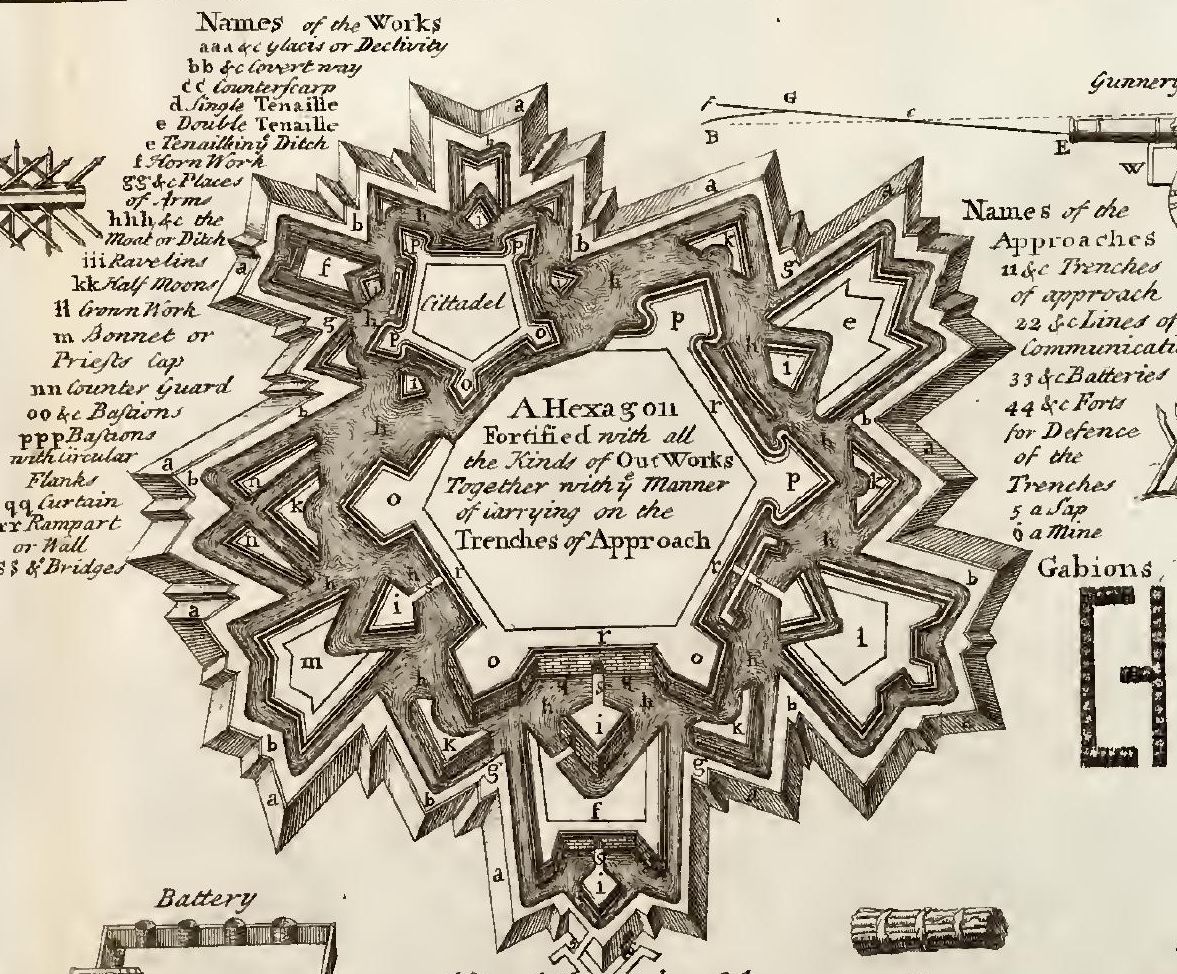 Names of the Works
aaa &c Glacis or Declivity
bb &c Covert way
cc Counterscarp
d Single Tenaille
e Double Tenaille
e Tenailking yͤ Ditch
f Horn Work
gg &c Places
of Arms
hhh &c the
Moat or Ditch
iii Ravelins
kk Half Moons
ll Crown Work
m Bonnet or
Priests Cap
nn Counter Guard
oo &c Bastions
ppp Bastions
with circular
Flanks
qq Curtain
rr Rampart
or Wall
&c Bridges
Cittadel
A Hexagon
Fortified with all
the Kinds of Out Works
Together with yͤ Manner
of carrying on the
Trenches of Approach
Gunnery
F
G
C
B
E
W
Names of the
Approaches
11 &c Trenches
of approach
22 &c Lines of
33 &c Batteries
44 &c Forts
for Defence
of the
Trenches
5 a Sap
6 a Mine
Gabions
Battery